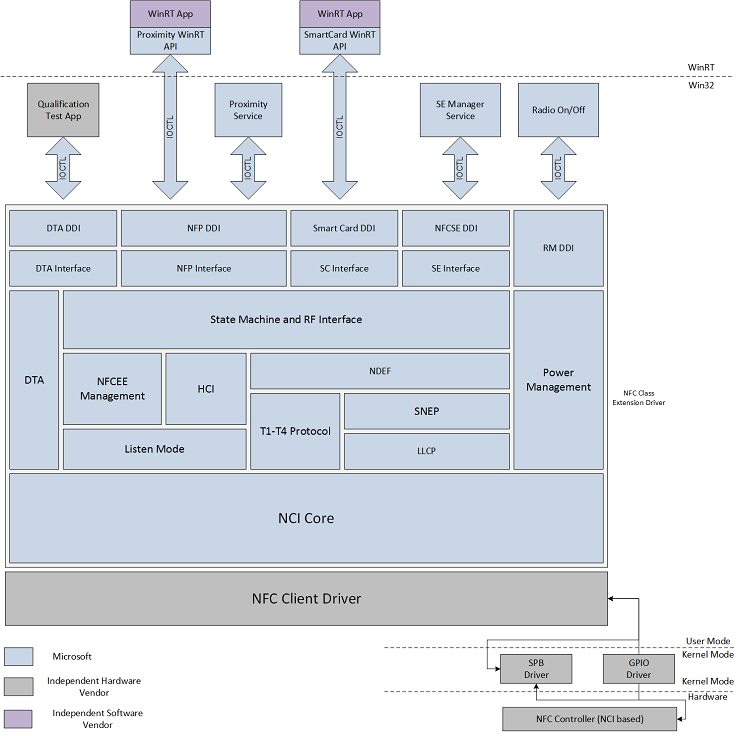 WinRT App
WinRT App
Proximity WinRT
API
SmartCard WinRT
API
WinRT
Win32
Qualification
Test App
Proximity
Service
SE Manager
Service
Radio On/Off
IOCTL
IOCTL
IOCTL
IOCTL
IOCTL
IOCTL
DTA DDI
NFP DDI
Smart Card DDI
NFCSE DDI
RM DDI
DTA Interface
NFP Interface
SC Interface
SE Interface
State Machine and RF Interface
DTA
NFCEE
Management
HCI
NDEF
Power
Management
T1-T4 Protocol
SNEP
Listen Mode
LLCP
NFC Class
Extension Driver
NCI Core
NFC Client Driver
User Mode
Kernel Mode
Microsoft
SPB
Driver
GPIO
Driver
Kernel Mode
Hardware
Independent Hardware
Vendor
Independent Software
Vendor
NFC Controller (NCI based)